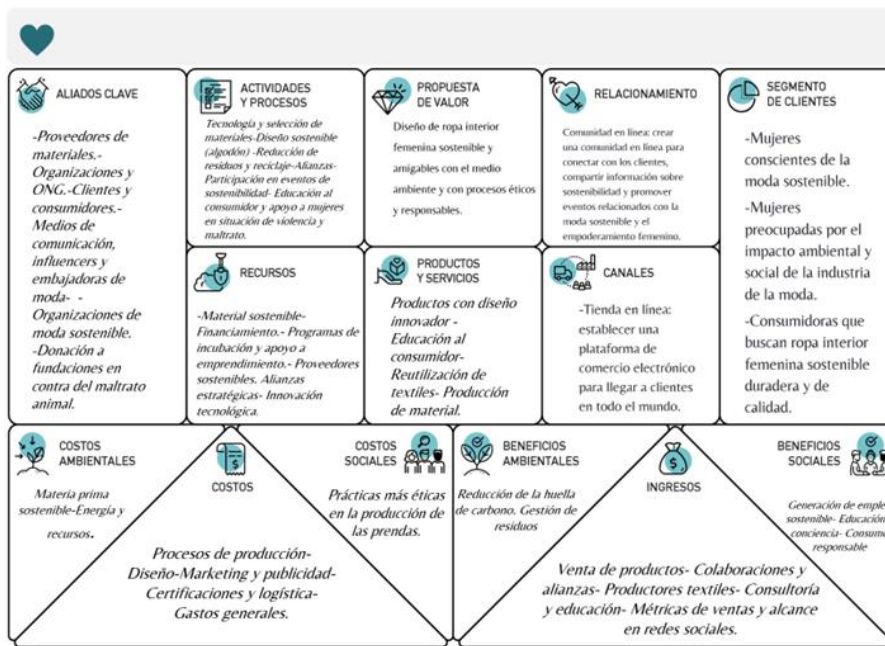 ALIADOS CLAVE
-Proveedores de
materiales.-
Organizaciones y
ONG.-Clientes y
consumidores.-
Medios de
comunicación,
influencers y
embajadoras de
moda- -
Organizaciones de
moda sostenible.
-Donación a
fundaciones en
contra del maltrato
animal.
ACTIVIDADES
Y PROCESOS
Tecnología y selección de
materiales-Diseño sostenible
(algodón) -Reducción de
residuos y reciclaje-Alianzas-
Participación en eventos de
sostenibilidad- Educación al
consumidor y apoyo a mujeres
en situación de violencia y
maltrato.
RECURSOS
-Material sostenible-
Financiamiento.- Programas de
incubación y apoyo a
emprendimiento.- Proveedores
sostenibles. Alianzas
estratégicas- Innovación
tecnológica.
PROPUESTA
DE VALOR
Diseño de ropa interior
femenina sostenible y
amigables con el medio
ambiente y con procesos éticos
y responsables.
PRODUCTOS
Y SERVICIOS
Productos con diseño
innovador -
Educación al
consumidor-
Reutilización de
textiles- Producción
de material.
RELACIONAMIENTO
Comunidad en línea: crear
una comunidad en línea para
conectar con los clientes,
compartir información sobre
sostenibilidad y promover
eventos relacionados con la
moda sostenible y el
empoderamiento femenino.
CANALES
-Tienda en línea:
establecer una
plataforma de
comercio electrónico
para llegar a clientes
en todo el mundo.
SEGMENTO
DE CLIENTES
-Mujeres
conscientes de la
moda sostenible.
-Mujeres
preocupadas por el
impacto ambiental y
social de la industria
de la moda.
-Consumidoras que
buscan ropa interior
femenina sostenible
duradera y de
calidad.
COSTOS
AMBIENTALES
Materia prima
sostenible-Energía y
recursos.
COSTOS
Procesos de producción-
Diseño-Marketing y publicidad-
Certificaciones y logística-
Gastos generales.
COSTOS
SOCIALES
Prácticas más éticas
en la producción de
las prendas.
BENEFICIOS
AMBIENTALES
Reducción de la huella
de carbono. Gestión de
residuos
INGRESOS
Venta de productos- Colaboraciones y
alianzas- Productores textiles- Consultoría
y educación- Métricas de ventas y alcance
en redes sociales.
BENEFICIOS
SOCIALES
Generación de emple
sostenible- Educación
conciencia- Consum
responsable